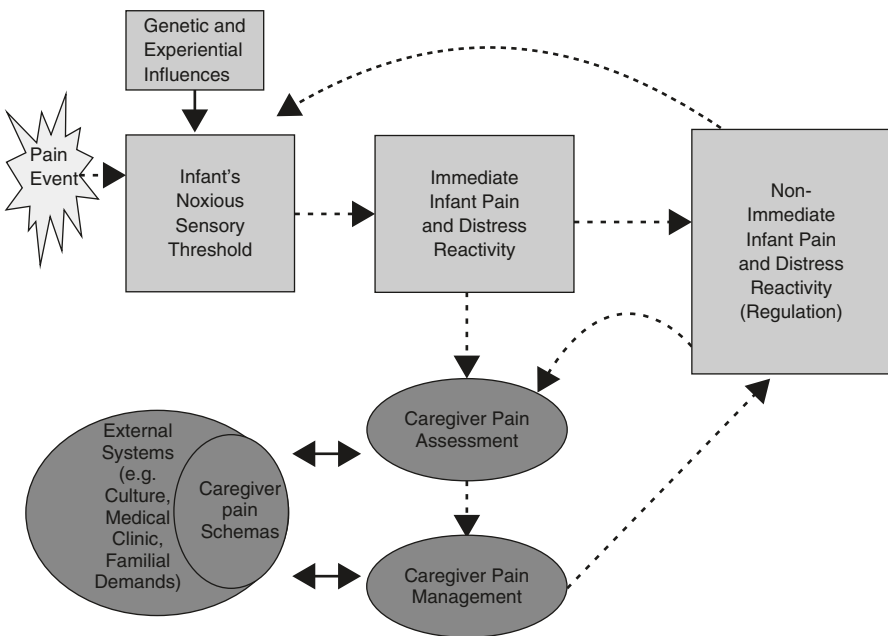 Genetic and
Experiential
Influences
Pain
Event
Infant's
Noxious
Sensory
Threshold
Immediate
Infant Pain
and Distress
Reactivity
Non-
Immediate
Infant Pain
and Distress
Reactivity
(Regulation)
Caregiver Pain
Assessment
External
Systems
(e.g.
Culture,
Medical
Clinic,
Familial
Demands)
Caregiver
pain
Schemas
Caregiver Pain
Management